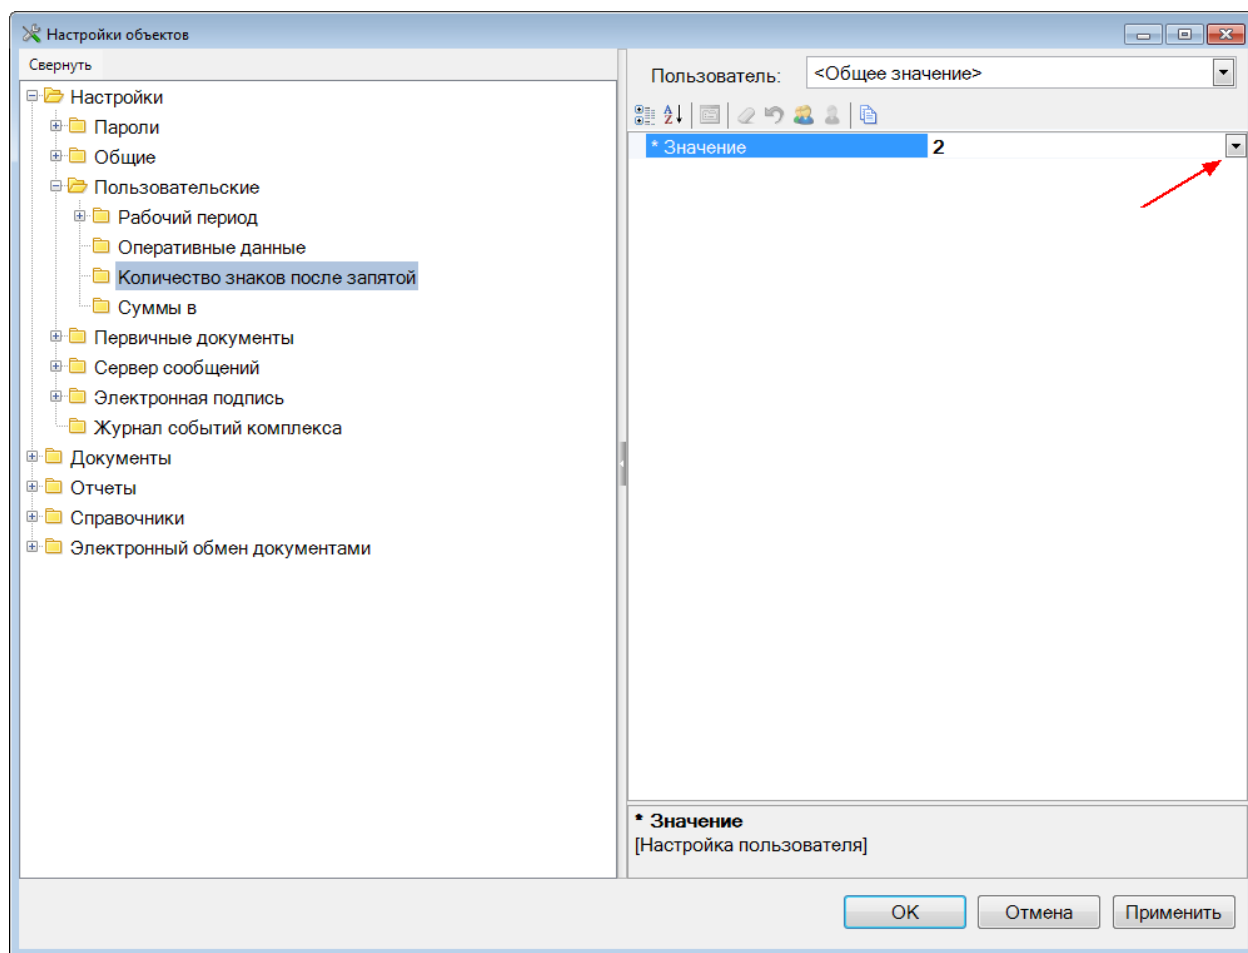 Настройки объектов
Свернуть
Настройки
Пароли
Общие
Пользовательские
Рабочий период
Оперативные данные
Количество знаков после запятой
Суммы в
Первичные документы
Сервер сообщений
Электронная подпись
Журнал событий комплекса
Документы
Отчеты
Справочники
Электронный обмен документами
Пользователь: <Общее значение>
* Значение 2
* Значение
[Настройка пользователя]
OK Отмена Применить